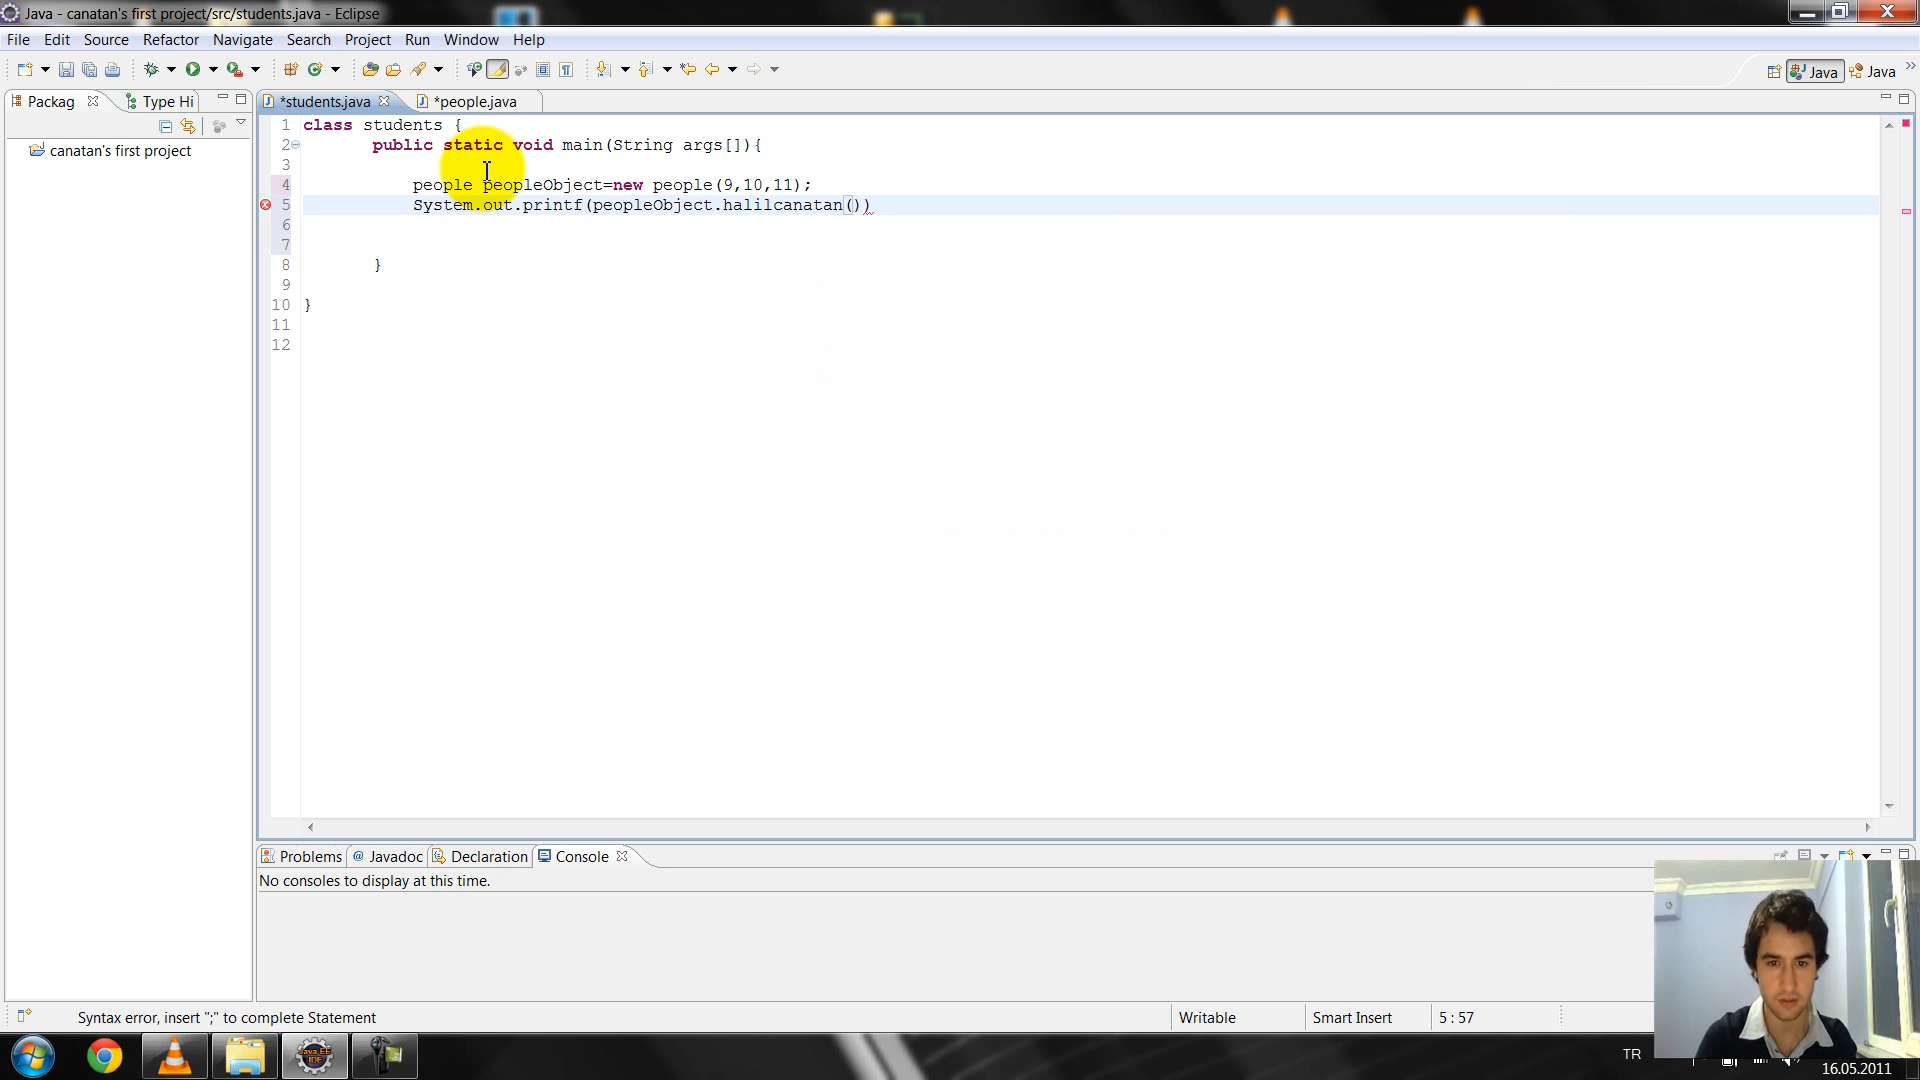 Java - canatan's first project/src/students.java - Eclipse
File Edit Source Refactor Navigate Search Project Run Window Help
Java Java
Packag Type Hi
*students.java *people.java
canatan's first project
1 class students {
2 public static void main(String args[]){
3
4 people peopleObject=new people(9,10,11);
5 System.out.printf(peopleObject.halilcanatan())
6
7
8 }
9
10 }
11
12
Problems @ Javadoc Declaration Console
No consoles to display at this time.
Syntax error, insert ";" to complete Statement Writable Smart Insert 5 : 57
Java EE IDE
TR
16.05.2011